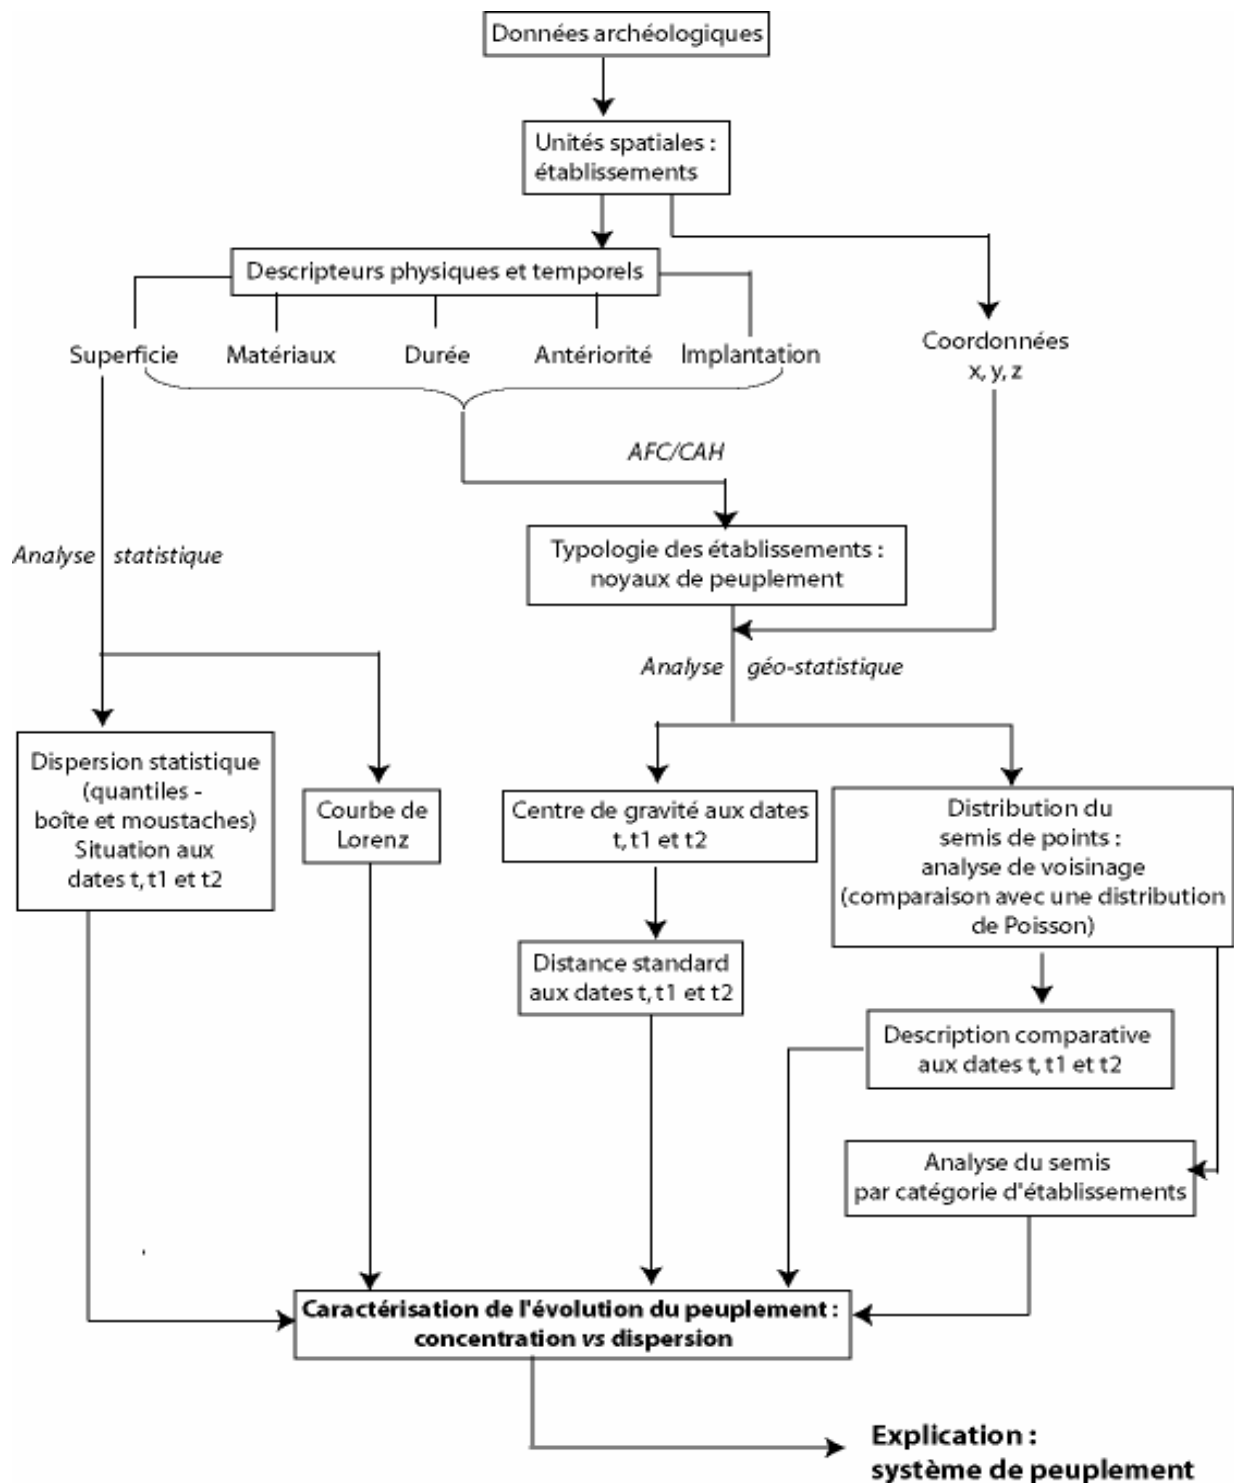 Données archéologiques
Unités spatiales :
établissements
Descripteurs physiques et temporels
Superficie
Matériaux
Durée
Antériorité
Implantation
Coordonnées
x, y, z
AFC/CAH
Typologie des établissements :
noyaux de peuplement
Analyse statistique
Analyse géo-statistique
Dispersion statistique
(quantiles -
boîte et moustaches)
Situation aux
dates t, t1 et t2
Courbe de
Lorenz
Centre de gravité aux dates
t, t1 et t2
Distribution du
semis de points :
analyse de voisinage
(comparaison avec une distribution
de Poisson)
Distance standard
aux dates t, t1 et t2
Description comparative
aux dates t, t1 et t2
Analyse du semis
par catégorie d'établissements
Caractérisation de l'évolution du peuplement :
concentration vs dispersion
Explication :
système de peuplement